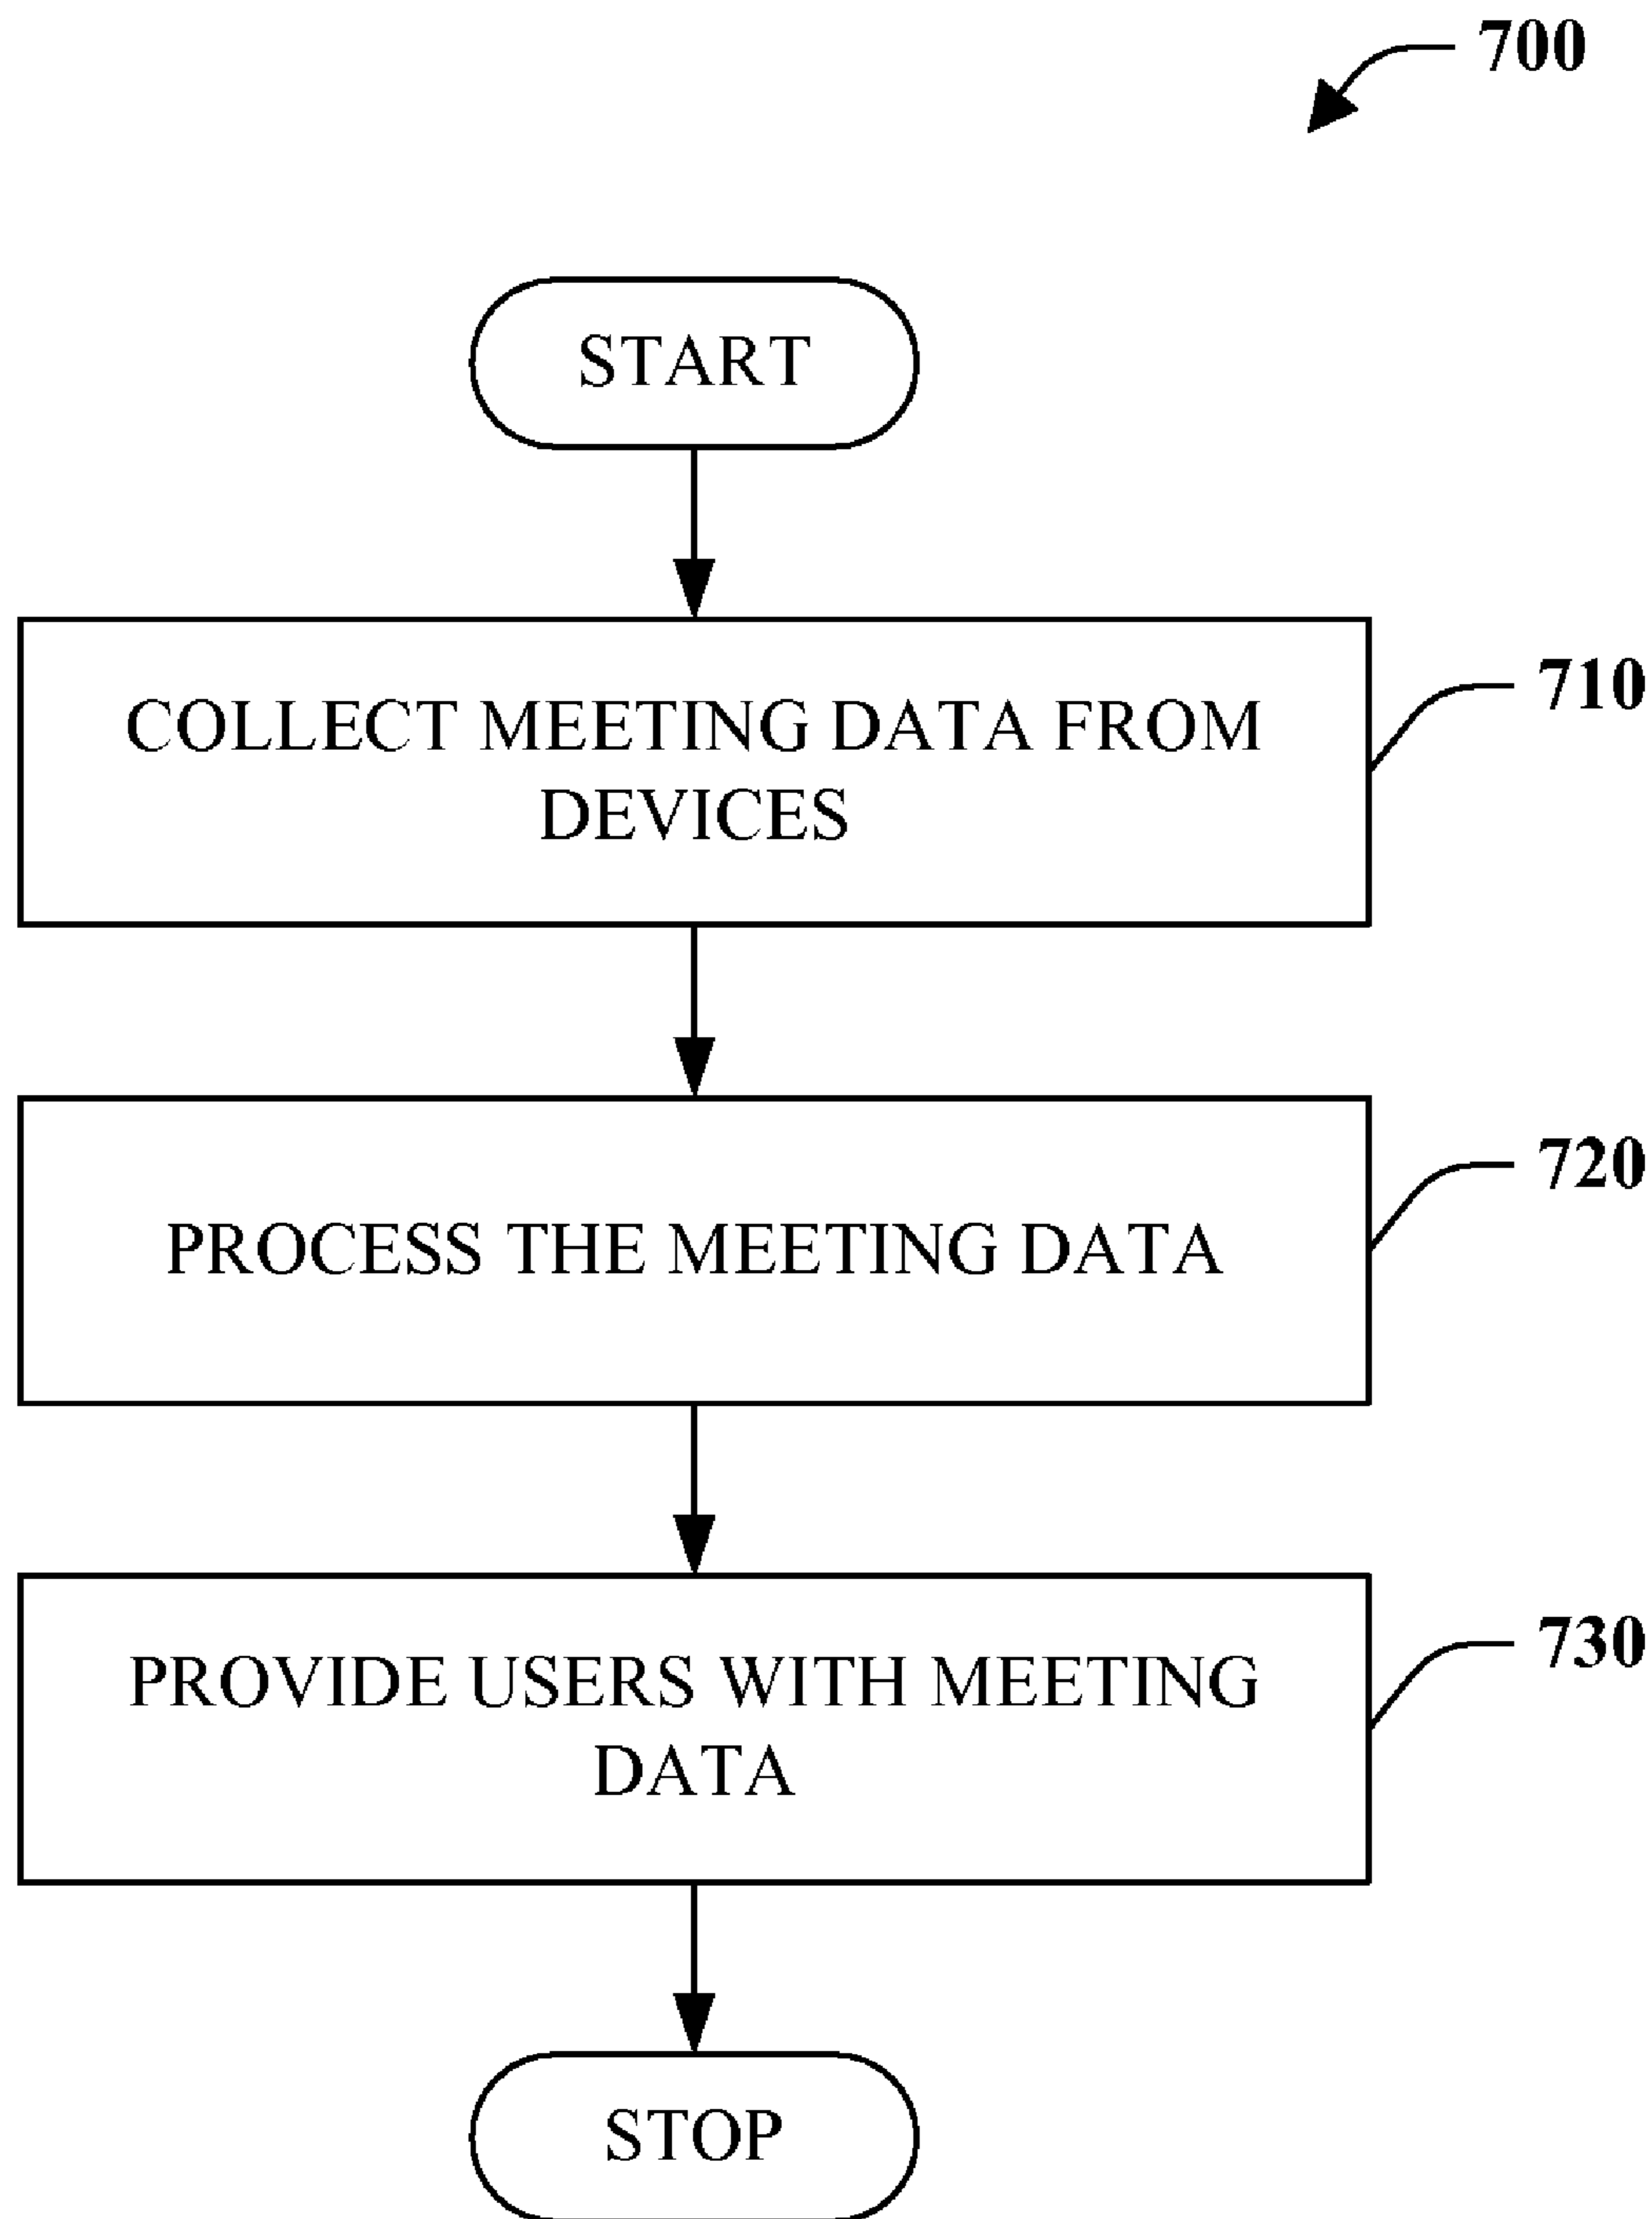 700
START
COLLECT MEETING DATA FROM
DEVICES
710
PROCESS THE MEETING DATA
720
PROVIDE USERS WITH MEETING
DATA
730
STOP